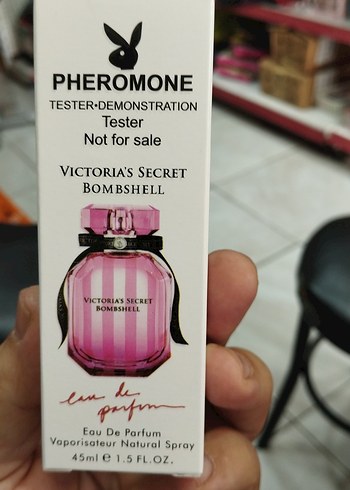 PHEROMONE
TESTER•DEMONSTRATION
Tester
Not for sale
VICTORIA'S SECRET
BOMBSHELL
VICTORIA'S SECRET
BOMBSHELL
eau de
parfum
Eau De Parfum
Vaporisateur Natural Spray
45ml e 1.5 FL.OZ.